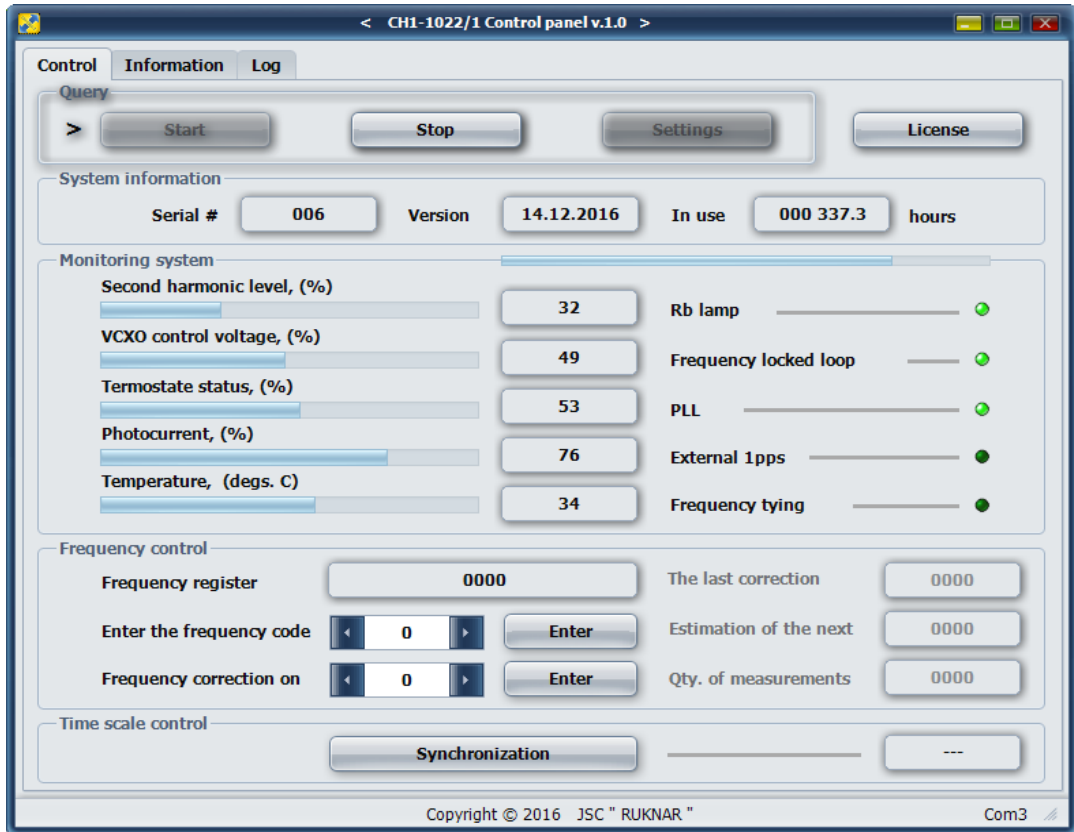 < CH1-1022/1 Control panel v.1.0 >
Control Information Log
Query
> Start Stop Settings License
System information
Serial # 006 Version 14.12.2016 In use 000 337.3 hours
Monitoring system
Second harmonic level, (%) 32 Rb lamp
VCXO control voltage, (%) 49 Frequency locked loop
Termostate status, (%) 53 PLL
Photocurrent, (%) 76 External 1pps
Temperature, (degs. C) 34 Frequency tying
Frequency control
Frequency register 0000 The last correction 0000
Enter the frequency code 0 Enter Estimation of the next 0000
Frequency correction on 0 Enter Qty. of measurements 0000
Time scale control
Synchronization ---
Copyright © 2016 JSC " RUKNAR " Com3